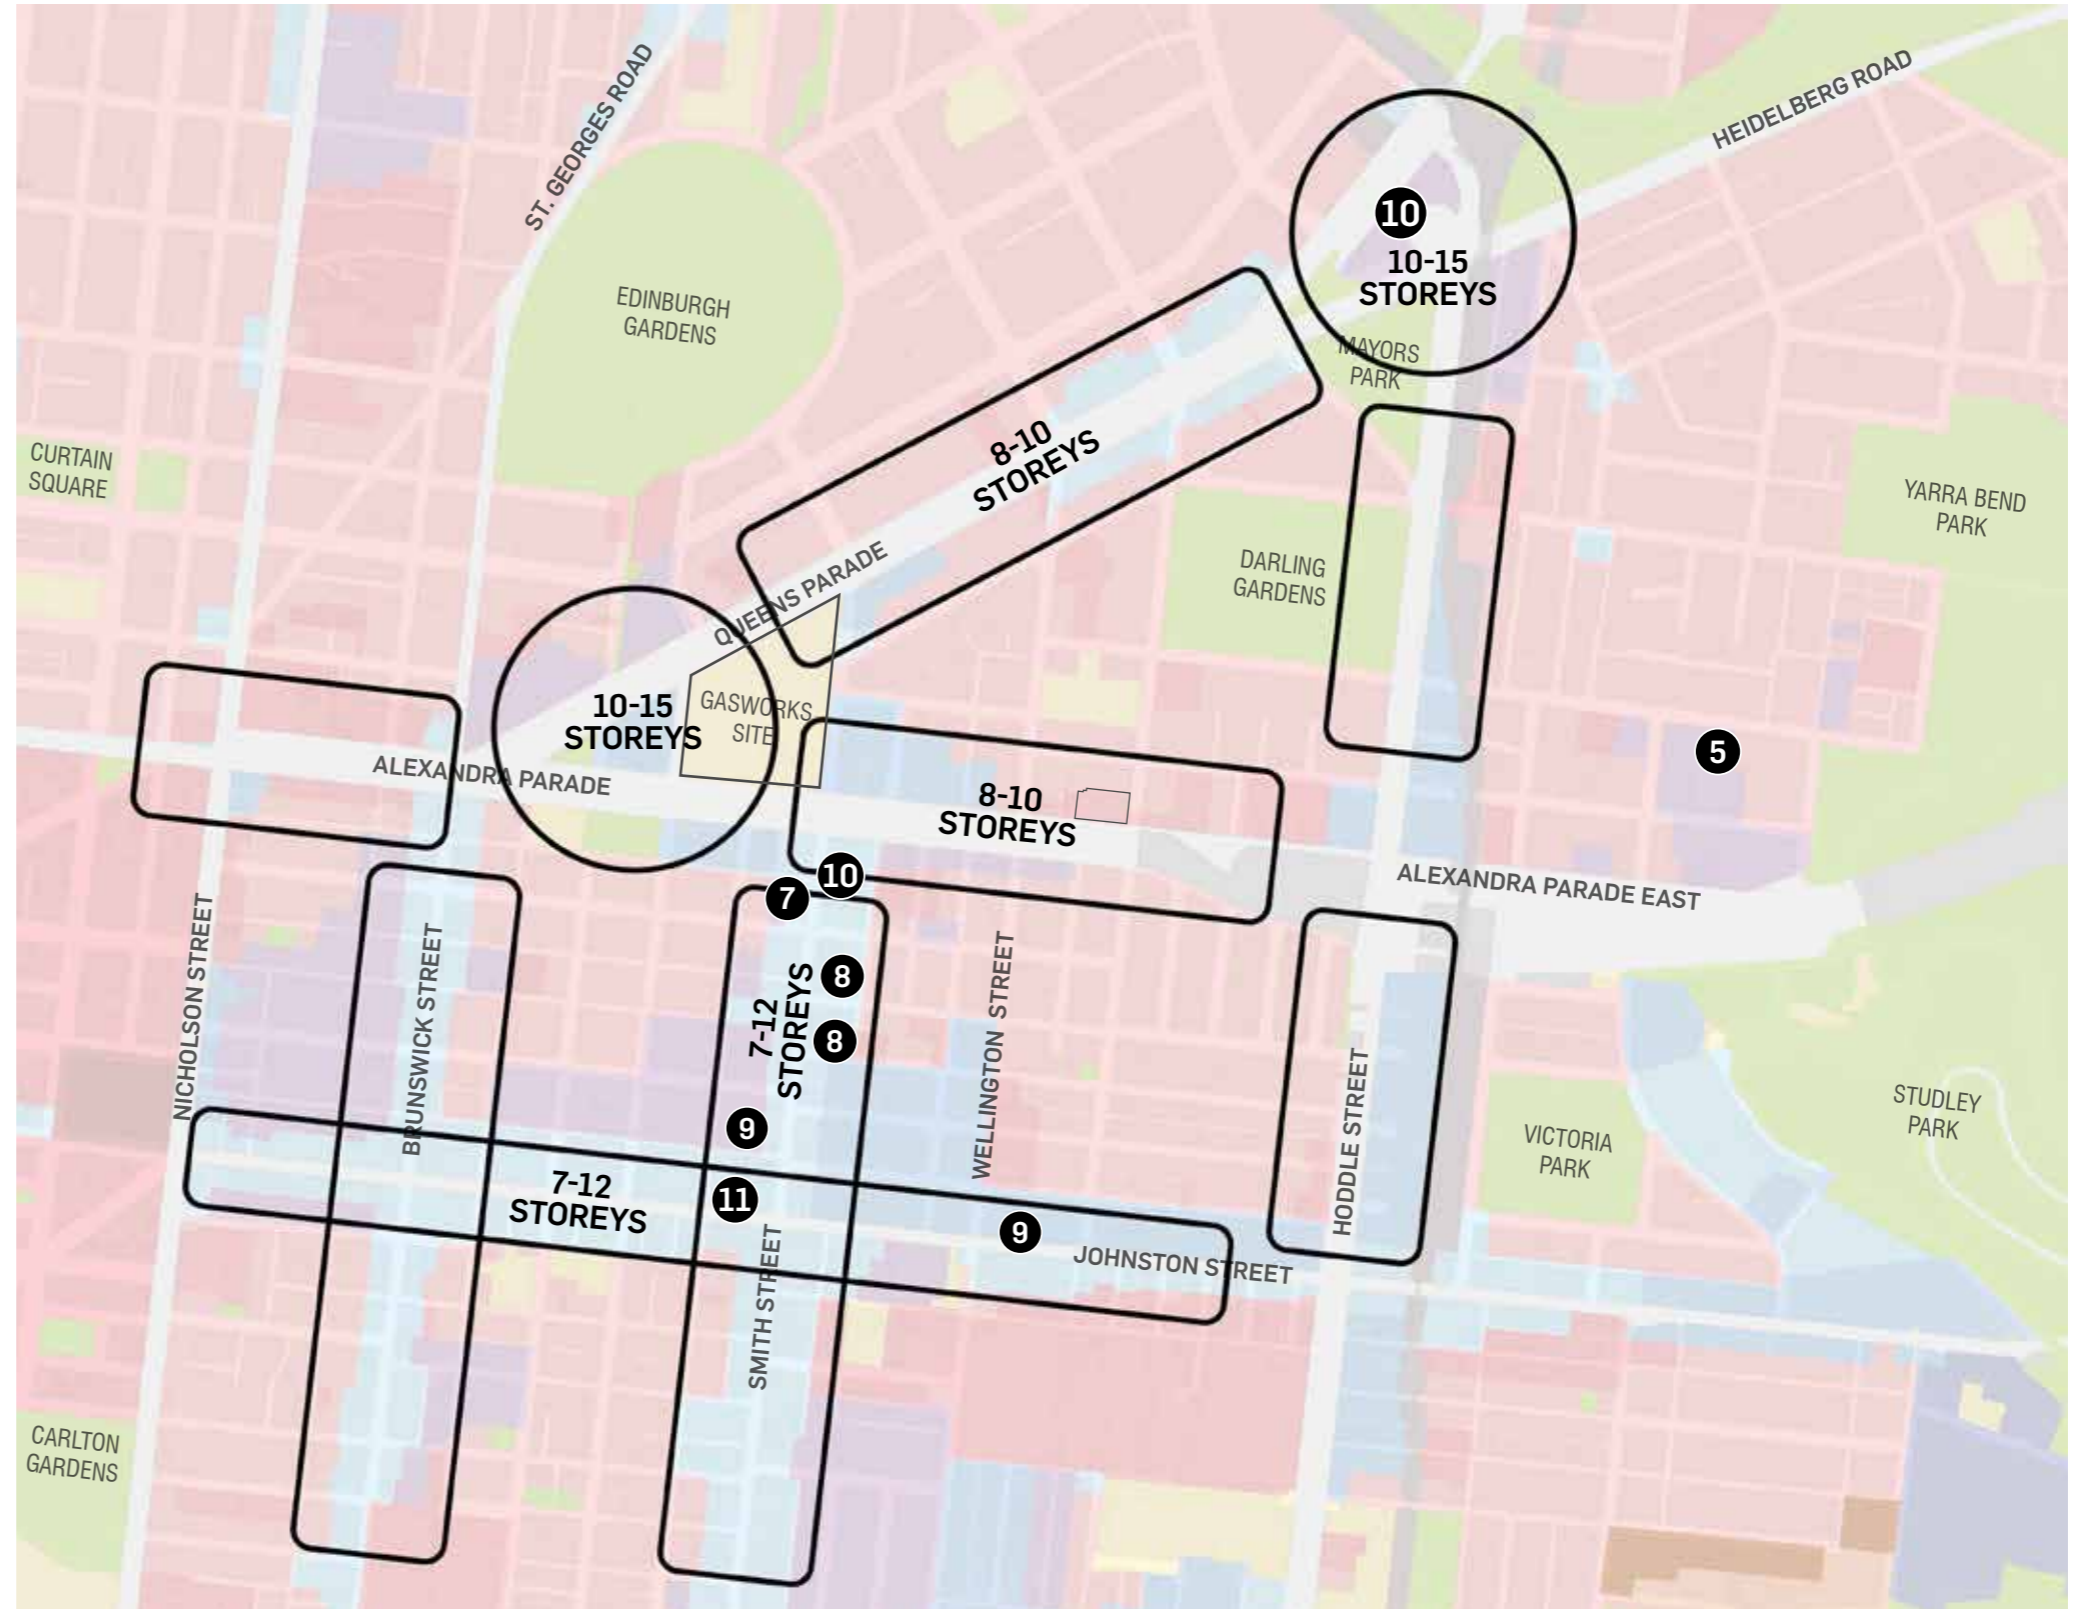 ST. GEORGES ROAD
HEIDELBERG ROAD
10
10-15
STOREYS
EDINBURGH
GARDENS
MAYORS
PARK
8-10
STOREYS
CURTAIN
SQUARE
YARRA BEND
PARK
DARLING
GARDENS
QUEENS PARADE
10-15
STOREYS
GASWORKS
SITE
ALEXANDRA PARADE
5
8-10
STOREYS
10
7
ALEXANDRA PARADE EAST
NICHOLSON STREET
BRUNSWICK STREET
7-12
STOREYS
8
8
9
WELLINGTON STREET
HODDLE STREET
VICTORIA
PARK
STUDLEY
PARK
7-12
STOREYS
11
9
JOHNSTON STREET
SMITH STREET
CARLTON
GARDENS